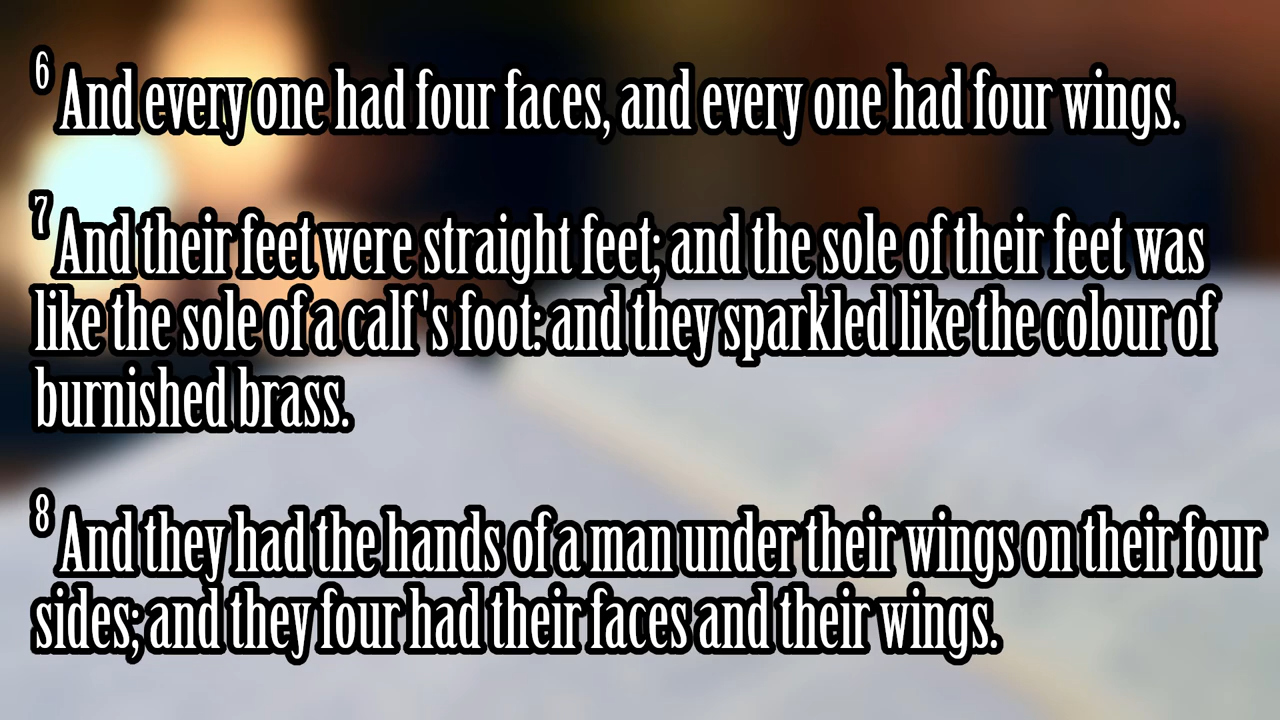 6 And every one had four faces, and every one had four wings.
7 And their feet were straight feet; and the sole of their feet was
like the sole of a calf's foot: and they sparkled like the colour of
burnished brass.
8 And they had the hands of a man under their wings on their four
sides; and they four had their faces and their wings.